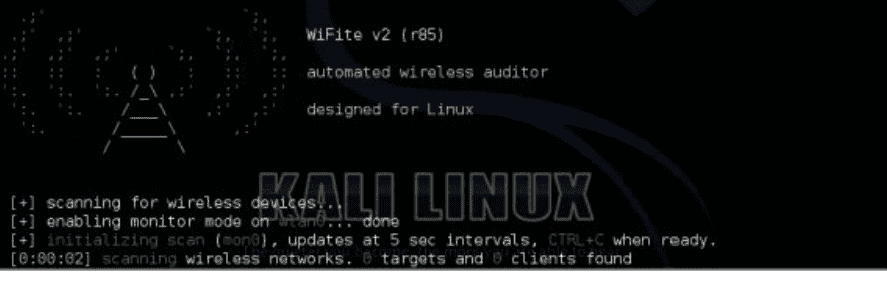 WiFite v2 (r85)
automated wireless auditor
designed for Linux
KALI LINUX
[+] scanning for wireless devices...
[+] enabling monitor mode on wlan0... done
[+] initializing scan (mon0), updates at 5 sec intervals, CTRL+C when ready.
[0:00:02] scanning wireless networks. 0 targets and 0 clients found